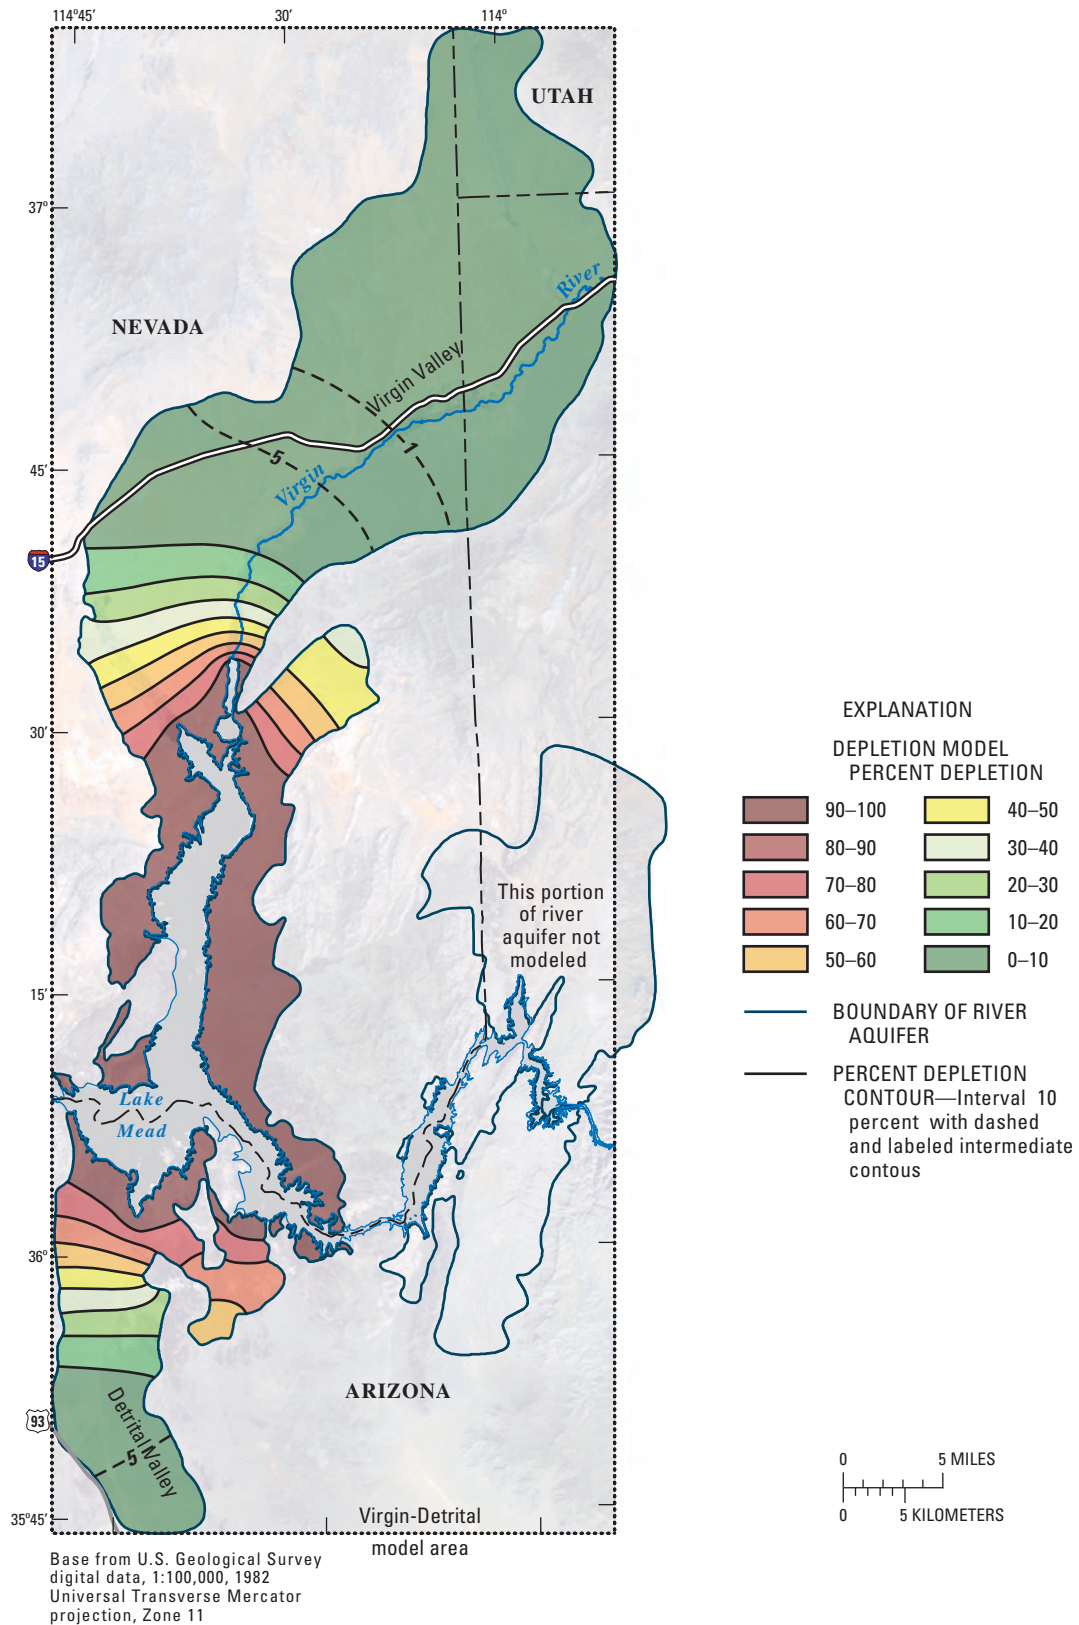 114°45′
30′
114°
UTAH
37°
River
NEVADA
Virgin Valley
1
5
Virgin
45′
15
30′
This portion
of river
aquifer not
modeled
15′
Lake
Mead
36°
ARIZONA
93
Detrital Valley
5
35°45′
Virgin-Detrital
model area
Base from U.S. Geological Survey
digital data, 1:100,000, 1982
Universal Transverse Mercator
projection, Zone 11
EXPLANATION
DEPLETION MODEL
PERCENT DEPLETION
90–100
80–90
70–80
60–70
50–60
40–50
30–40
20–30
10–20
0–10
BOUNDARY OF RIVER
AQUIFER
PERCENT DEPLETION
CONTOUR—Interval 10
percent with dashed
and labeled intermediate
contous
0 5 MILES
0 5 KILOMETERS